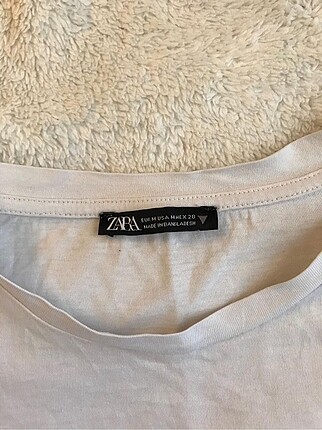 ZARA
EUR M USA M MEX 28
MADE IN BANGLADESH